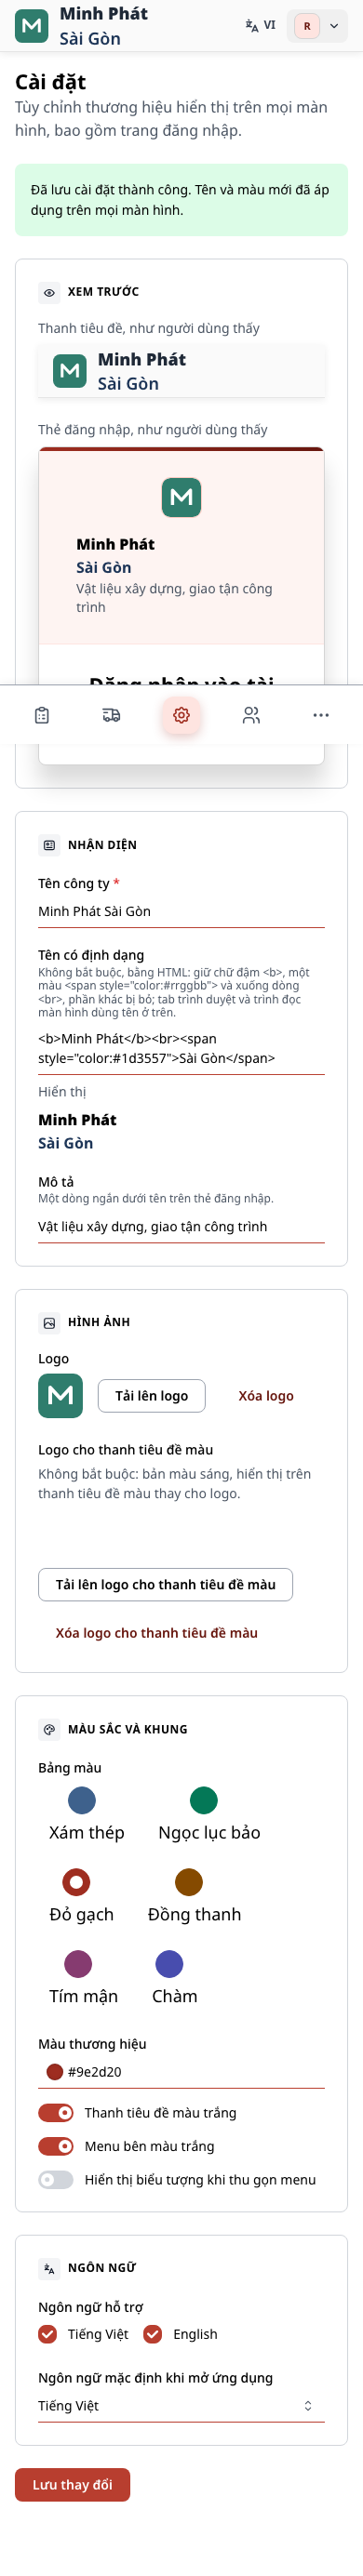 Minh Phát
Sài Gòn
VI
R
Cài đặt
Tùy chỉnh thương hiệu hiển thị trên mọi màn
hình, bao gồm trang đăng nhập.
Đã lưu cài đặt thành công. Tên và màu mới đã áp
dụng trên mọi màn hình.
XEM TRƯỚC
Thanh tiêu đề, như người dùng thấy
Minh Phát
Sài Gòn
Thẻ đăng nhập, như người dùng thấy
Minh Phát
Sài Gòn
Vật liệu xây dựng, giao tận công
trình
Đăng nhập vào tài
NHẬN DIỆN
Tên công ty *
Minh Phát Sài Gòn
Tên có định dạng
Không bắt buộc, bằng HTML: giữ chữ đậm <b>, một
màu <span style="color:#rrggbb"> và xuống dòng
<br>, phần khác bị bỏ; tab trình duyệt và trình đọc
màn hình dùng tên ở trên.
<b>Minh Phát</b><br><span
style="color:#1d3557">Sài Gòn</span>
Hiển thị
Minh Phát
Sài Gòn
Mô tả
Một dòng ngắn dưới tên trên thẻ đăng nhập.
Vật liệu xây dựng, giao tận công trình
HÌNH ẢNH
Logo
Tải lên logo
Xóa logo
Logo cho thanh tiêu đề màu
Không bắt buộc: bản màu sáng, hiển thị trên
thanh tiêu đề màu thay cho logo.
Tải lên logo cho thanh tiêu đề màu
Xóa logo cho thanh tiêu đề màu
MÀU SẮC VÀ KHUNG
Bảng màu
Xám thép
Ngọc lục bảo
Đỏ gạch
Đồng thanh
Tím mận
Chàm
Màu thương hiệu
#9e2d20
Thanh tiêu đề màu trắng
Menu bên màu trắng
Hiển thị biểu tượng khi thu gọn menu
NGÔN NGỮ
Ngôn ngữ hỗ trợ
Tiếng Việt
English
Ngôn ngữ mặc định khi mở ứng dụng
Tiếng Việt
Lưu thay đổi